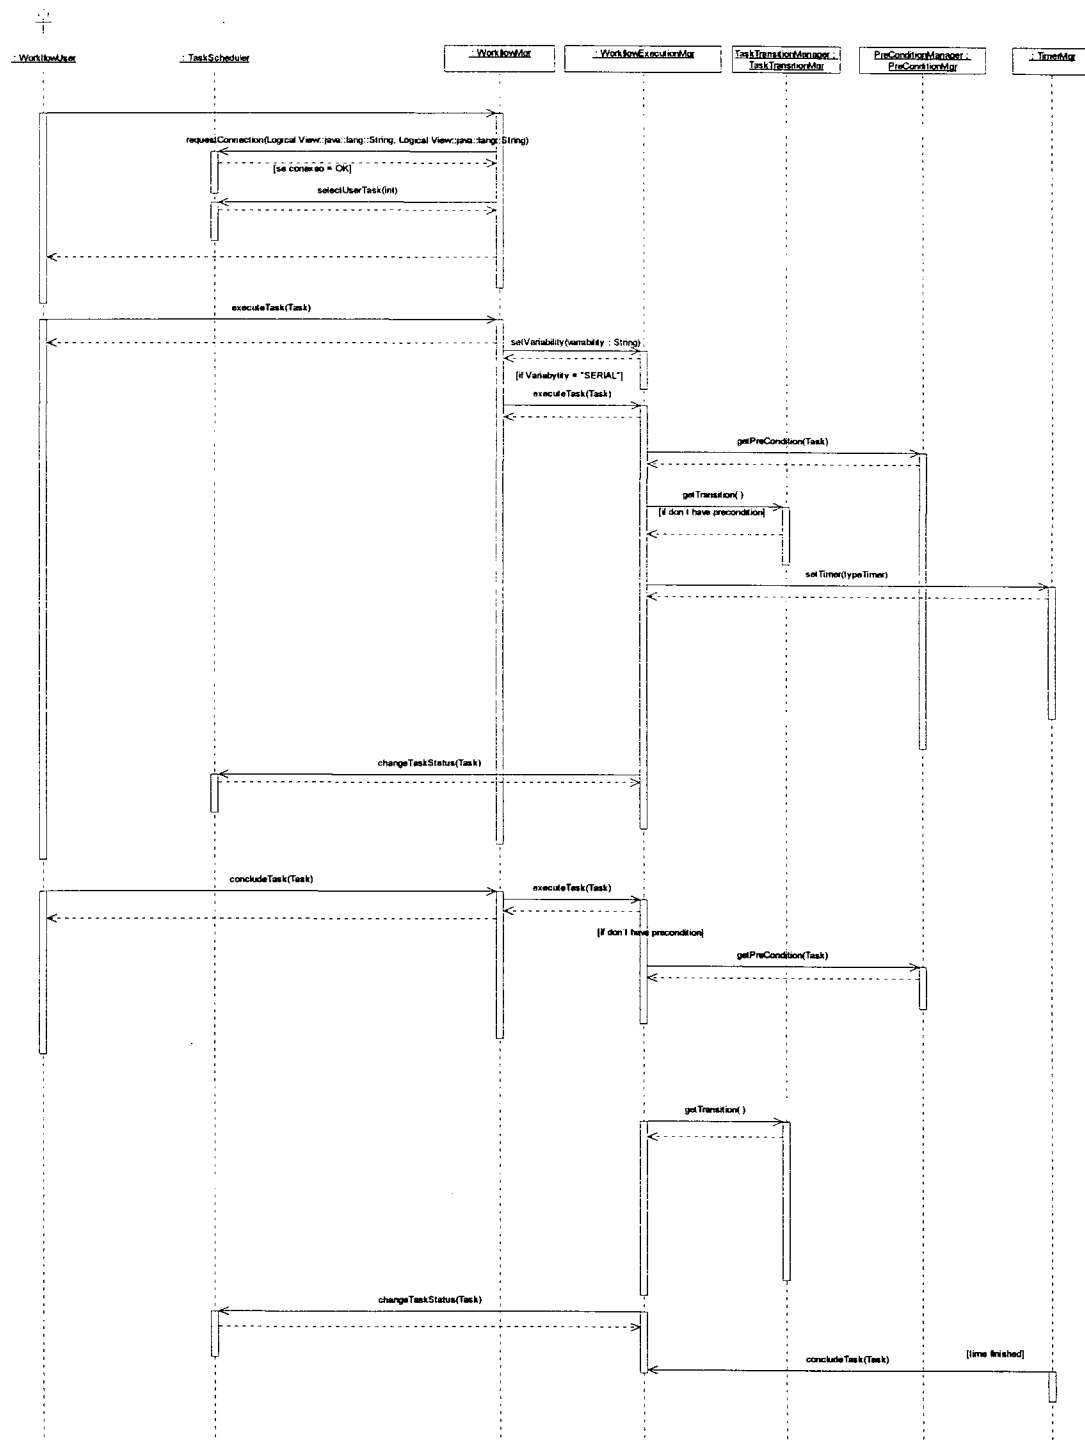 : WorkflowUser
: TaskScheduler
: WorkflowMgr
: WorkflowExecutionMgr
TaskTransitionManager :
TaskTransitionMgr
PreConditionManager :
PreConditionMgr
: TimerMgr
requestConnection(Logical View::java::lang::String, Logical View::java::lang::String)
[se conexao = OK]
selectUserTask(int)
executeTask(Task)
setVariability(variability : String)
[if Variabytity = "SERIAL"]
executeTask(Task)
getPreCondition(Task)
getTransition( )
[if don't have precondition]
setTimer(typeTimer)
changeTaskStatus(Task)
concludeTask(Task)
executeTask(Task)
[if don't have precondition]
getPreCondition(Task)
getTransition( )
changeTaskStatus(Task)
[time finished]
concludeTask(Task)